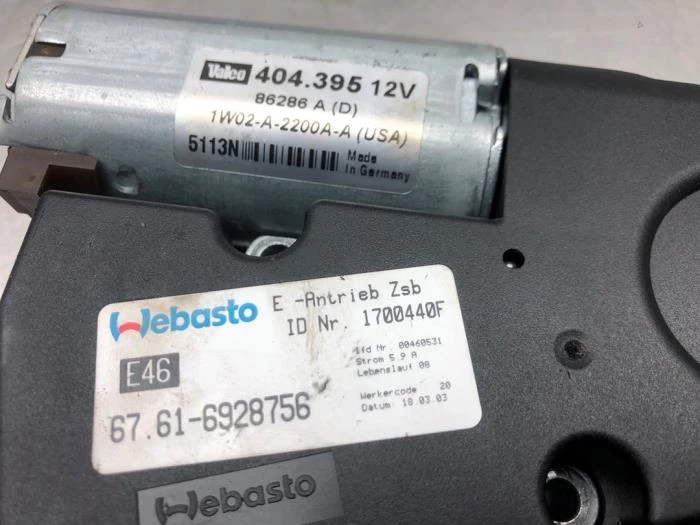 Valeo 404.395 12V
86286 A (D)
1W02-A-2200A-A (USA)
5113N
Made
in Germany
Webasto
E -Antrieb Zsb
ID Nr. 1700440F
E46
lfd Nr. 00460531
Strom 5.9 A
Lebenslauf 08
67.61-6928756
Werkercode 20
Datum: 18.03.03
Webasto